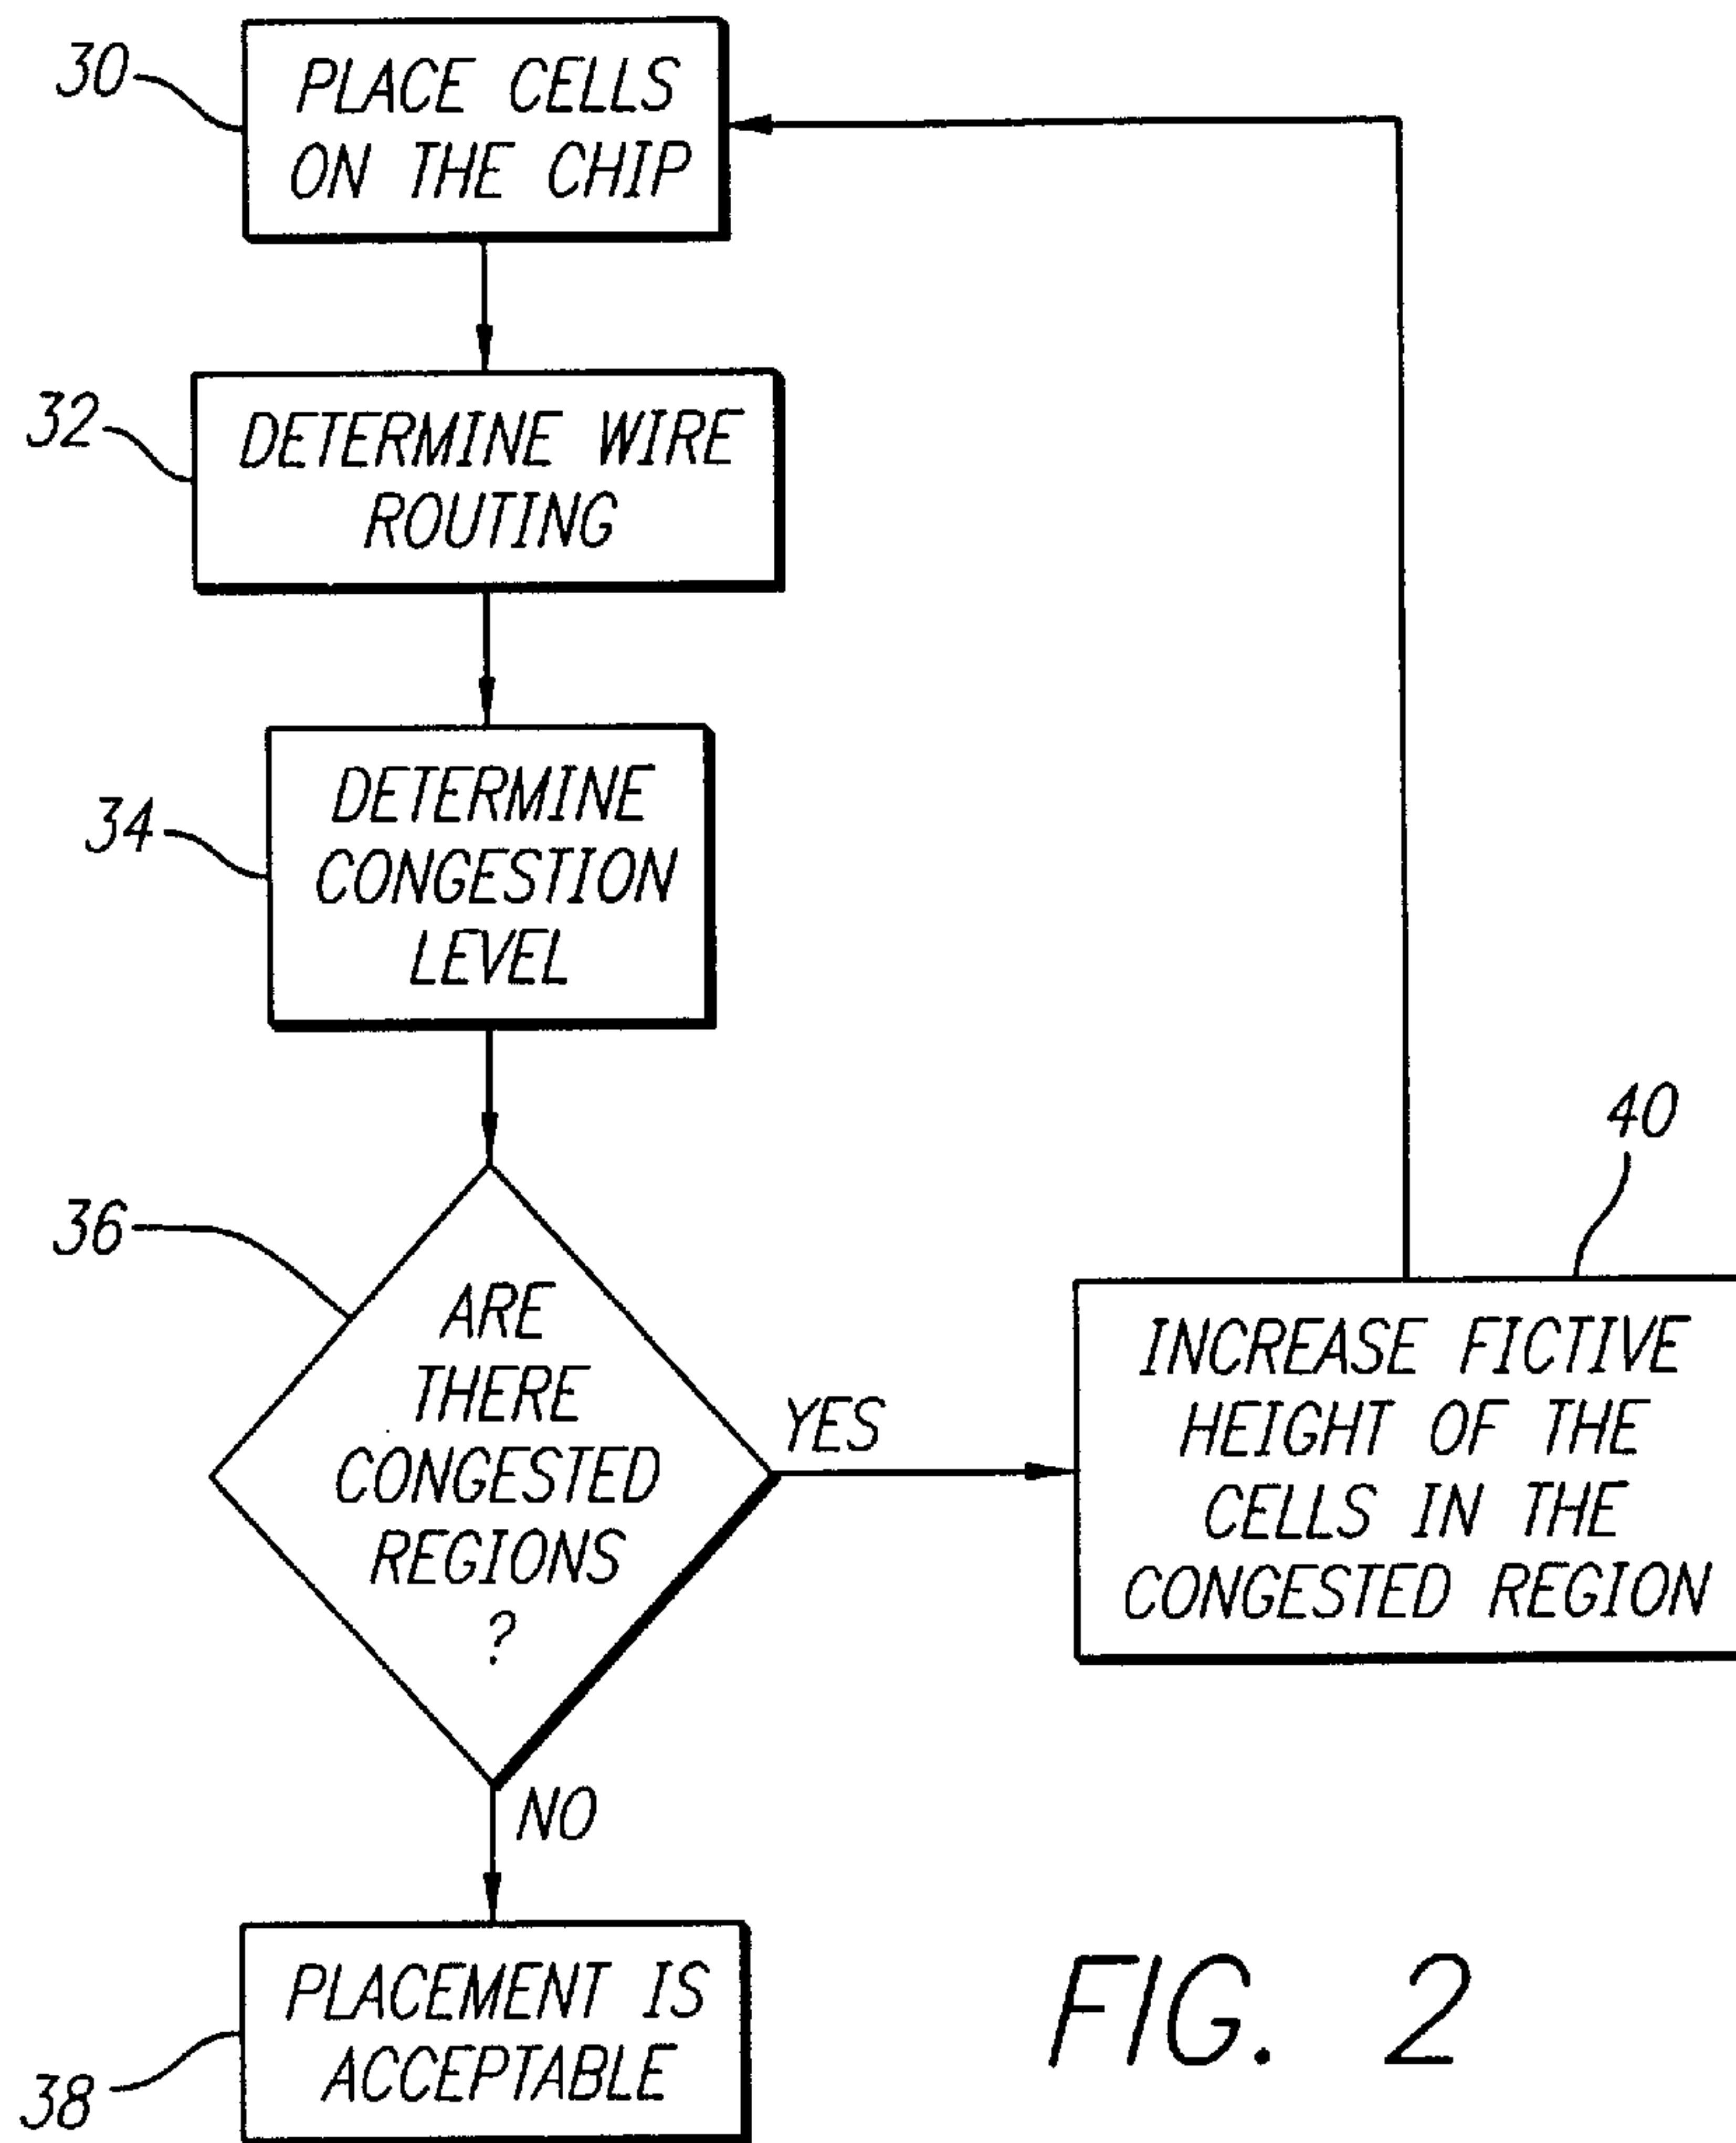 30
PLACE CELLS
ON THE CHIP
32
DETERMINE WIRE
ROUTING
34
DETERMINE
CONGESTION
LEVEL
36
ARE
THERE
CONGESTED
REGIONS
?
YES
40
INCREASE FICTIVE
HEIGHT OF THE
CELLS IN THE
CONGESTED REGION
NO
38
PLACEMENT IS
ACCEPTABLE
FIG. 2